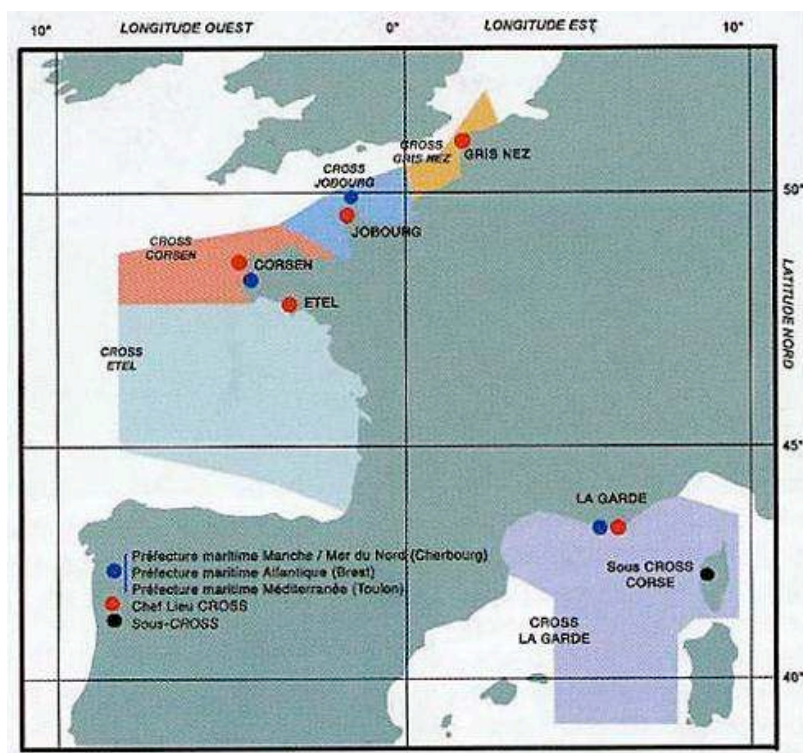 10° LONGITUDE OUEST 0° LONGITUDE EST 10°
CROSS
GRIS NEZ
GRIS NEZ
CROSS
JOBOURG
50°
JOBOURG
CROSS
CORSEN
CORSEN
ETEL
LATITUDE NORD
CROSS
ETEL
45°
LA GARDE
Sous CROSS
CORSE
CROSS
LA GARDE
Préfecture maritime Manche / Mer du Nord (Cherbourg)
Préfecture maritime Atlantique (Brest)
Préfecture maritime Méditerranée (Toulon)
Chef Lieu CROSS
Sous-CROSS
40°